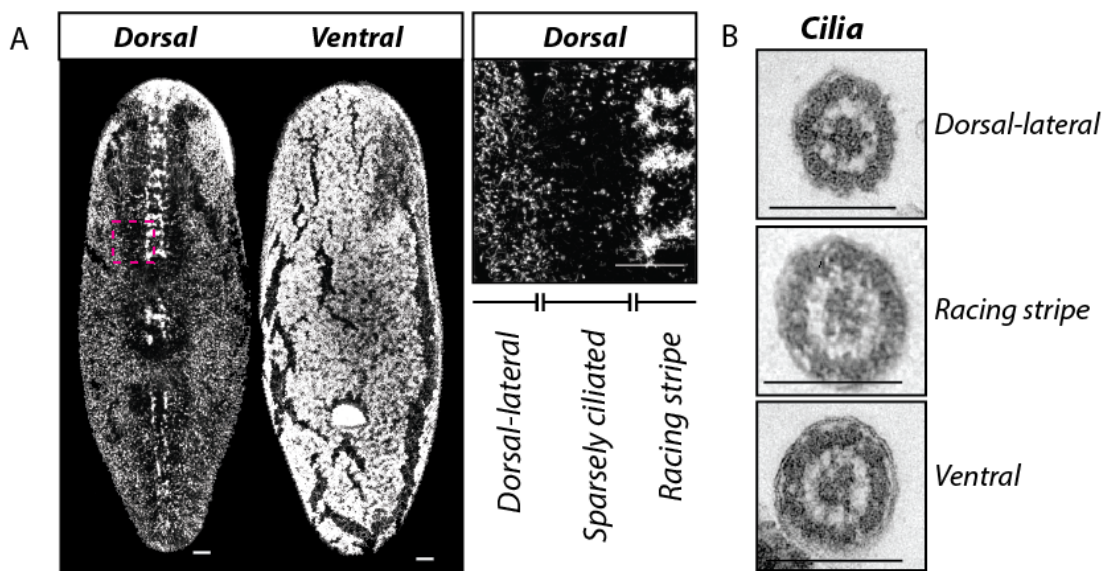 A
Dorsal
Ventral
Dorsal
Dorsal-lateral
Sparsely ciliated
Racing stripe
B
Cilia
Dorsal-lateral
Racing stripe
Ventral